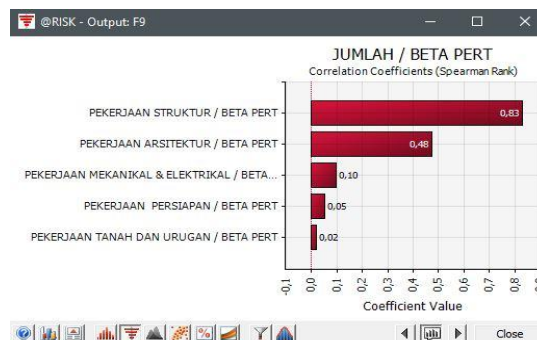 @RISK - Output: F9
JUMLAH / BETA PERT
Correlation Coefficients (Spearman Rank)
PEKERJAAN STRUKTUR / BETA PERT
0,83
PEKERJAAN ARSITEKTUR / BETA PERT
0,48
PEKERJAAN MEKANIKAL & ELEKTRIKAL / BETA...
0,10
PEKERJAAN PERSIAPAN / BETA PERT
0,05
PEKERJAAN TANAH DAN URUGAN / BETA PERT
0,02
-0,1 0,0 0,1 0,2 0,3 0,4 0,5 0,6 0,7 0,8
Coefficient Value
Close